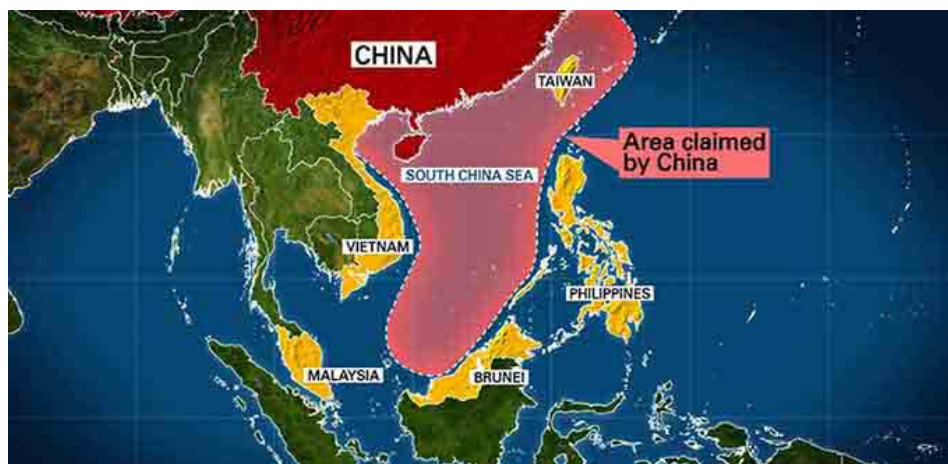 CHINA
TAIWAN
Area claimed
by China
SOUTH CHINA SEA
VIETNAM
PHILIPPINES
MALAYSIA
BRUNEI